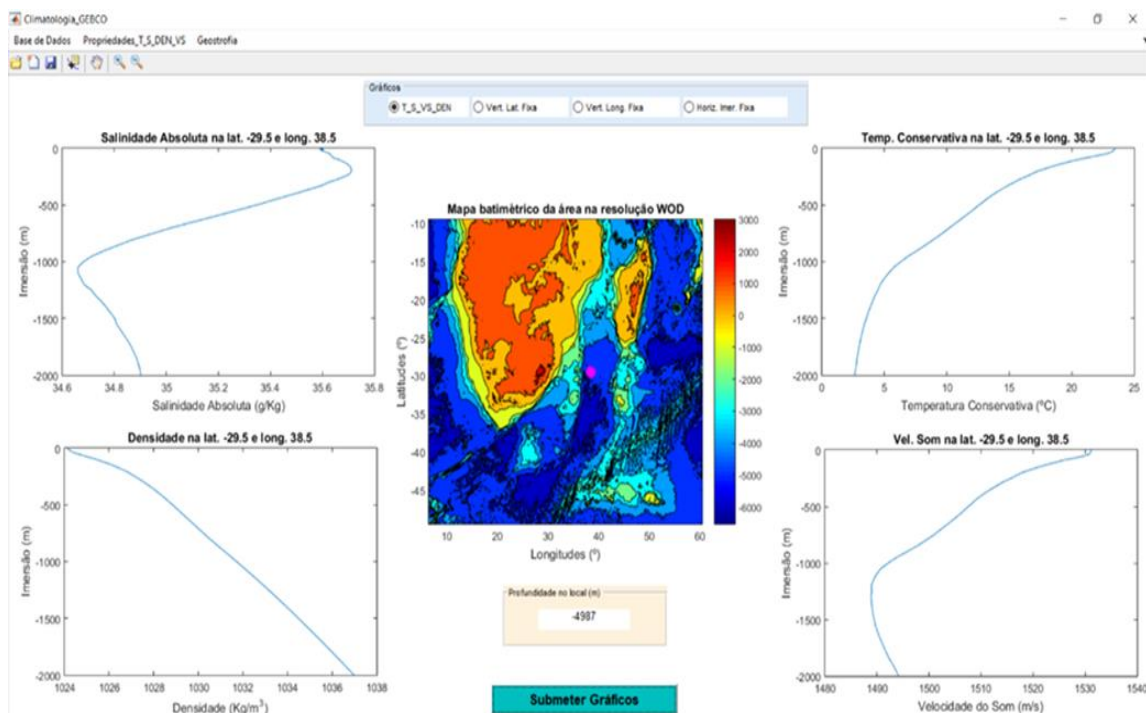 Climatologia_GEBCO
Base de Dados Propriedades_T_S_DEN_VS Geostrofia
Gráficos
T_S_VS_DEN Vert. Lat. Fixa Vert. Long. Fixa Horiz. Imer. Fixa
Salinidade Absoluta na lat. -29.5 e long. 38.5
0
-500
-1000
-1500
-2000
Imersão (m)
34.6 34.8 35 35.2 35.4 35.6 35.8
Salinidade Absoluta (g/Kg)
Temp. Conservativa na lat. -29.5 e long. 38.5
0
-500
-1000
-1500
-2000
Imersão (m)
0 5 10 15 20 25
Temperatura Conservativa (ºC)
Mapa batimètrico da área na resolução WOD
-10
-15
-20
-25
-30
-35
-40
-45
Latitudes (º)
10 20 30 40 50 60
Longitudes (º)
3000
2000
1000
0
-1000
-2000
-3000
-4000
-5000
-6000
Densidade na lat. -29.5 e long. 38.5
0
-500
-1000
-1500
-2000
Imersão (m)
1024 1026 1028 1030 1032 1034 1036 1038
Densidade (Kg/m³)
Vel. Som na lat. -29.5 e long. 38.5
0
-500
-1000
-1500
-2000
Imersão (m)
1480 1490 1500 1510 1520 1530 1540
Velocidade do Som (m/s)
Profundidade no local (m)
-4987
Submeter Gráficos